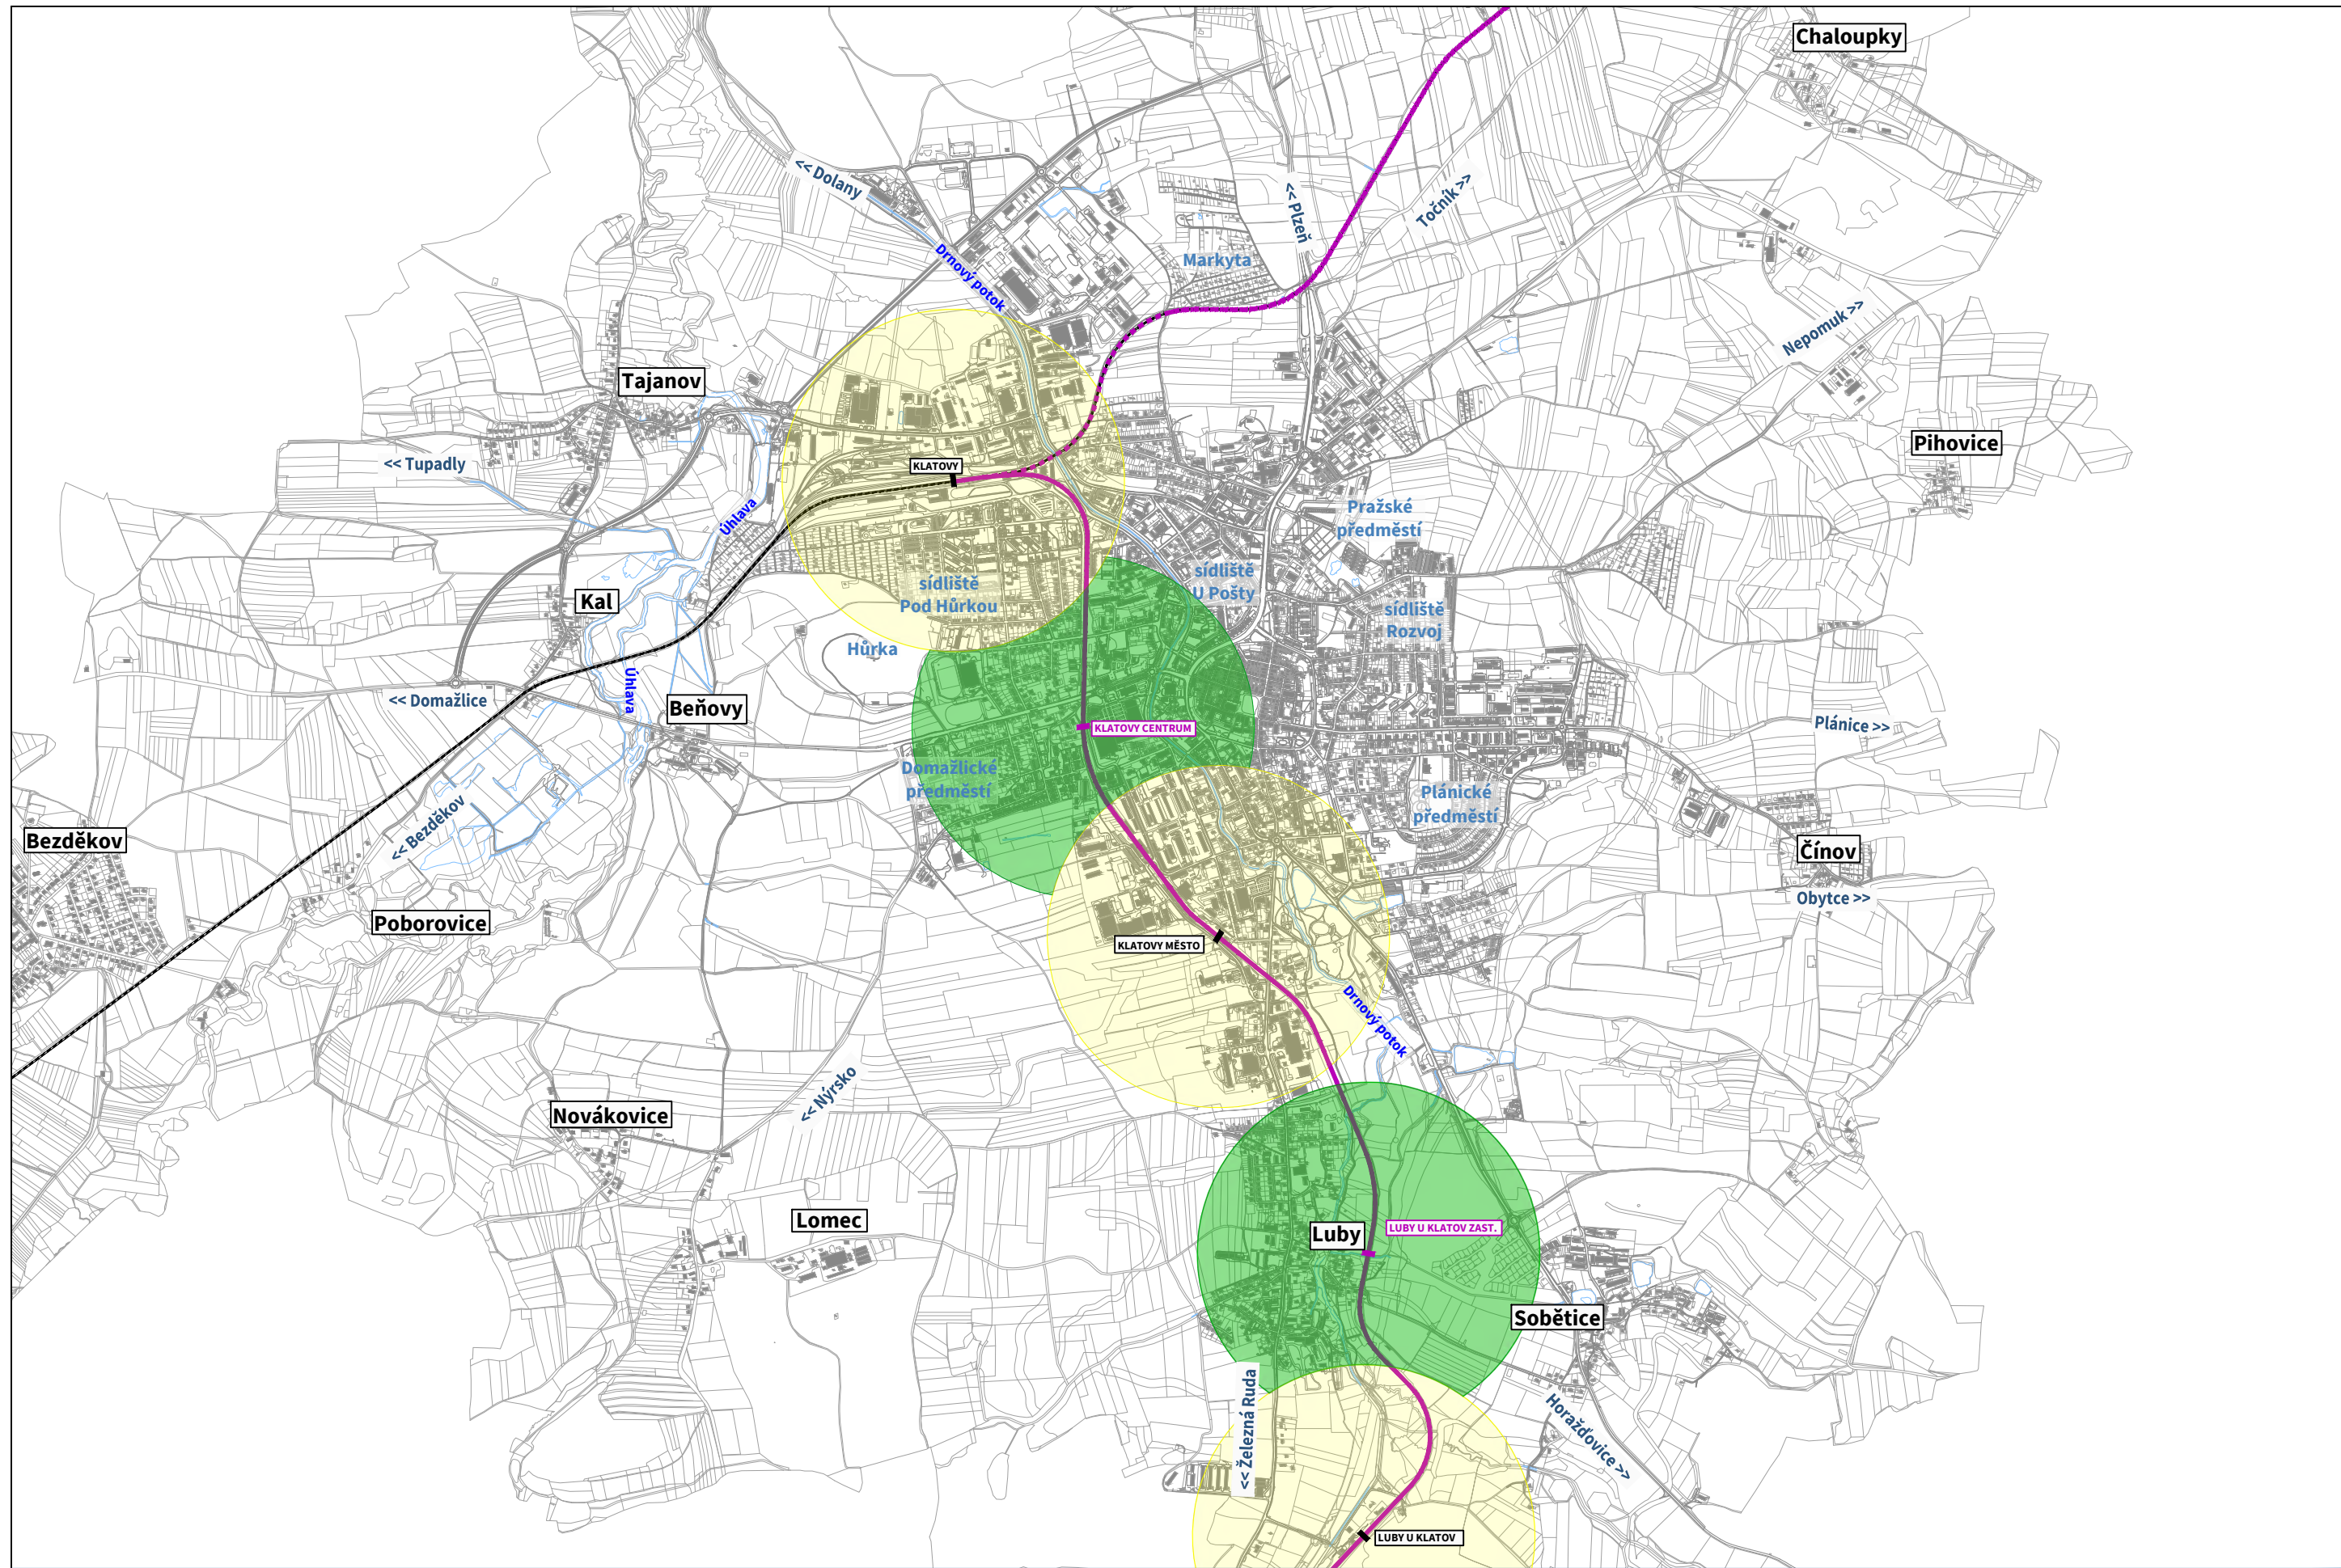 Chaloupky
<< Dolany
<< Plzeň
Točník >>
Drnový potok
Markyta
Nepomuk >>
Tajanov
Pihovice
<< Tupadly
KLATOVY
Úhlava
Pražské
předměstí
sídliště
Pod Hůrkou
sídliště
U Pošty
Kal
sídliště
Rozvoj
Hůrka
Úhlava
<< Domažlice
Beňovy
KLATOVY CENTRUM
Plánice >>
Domažlické
předměstí
Plánické
předměstí
<< Bezděkov
Bezděkov
Čínov
Obytce >>
Poborovice
KLATOVY MĚSTO
Drnový potok
<< Nýrsko
Novákovice
Lomec
Luby
LUBY U KLATOV ZAST.
Sobětice
<< Železná Ruda
Horažďovice >>
LUBY U KLATOV